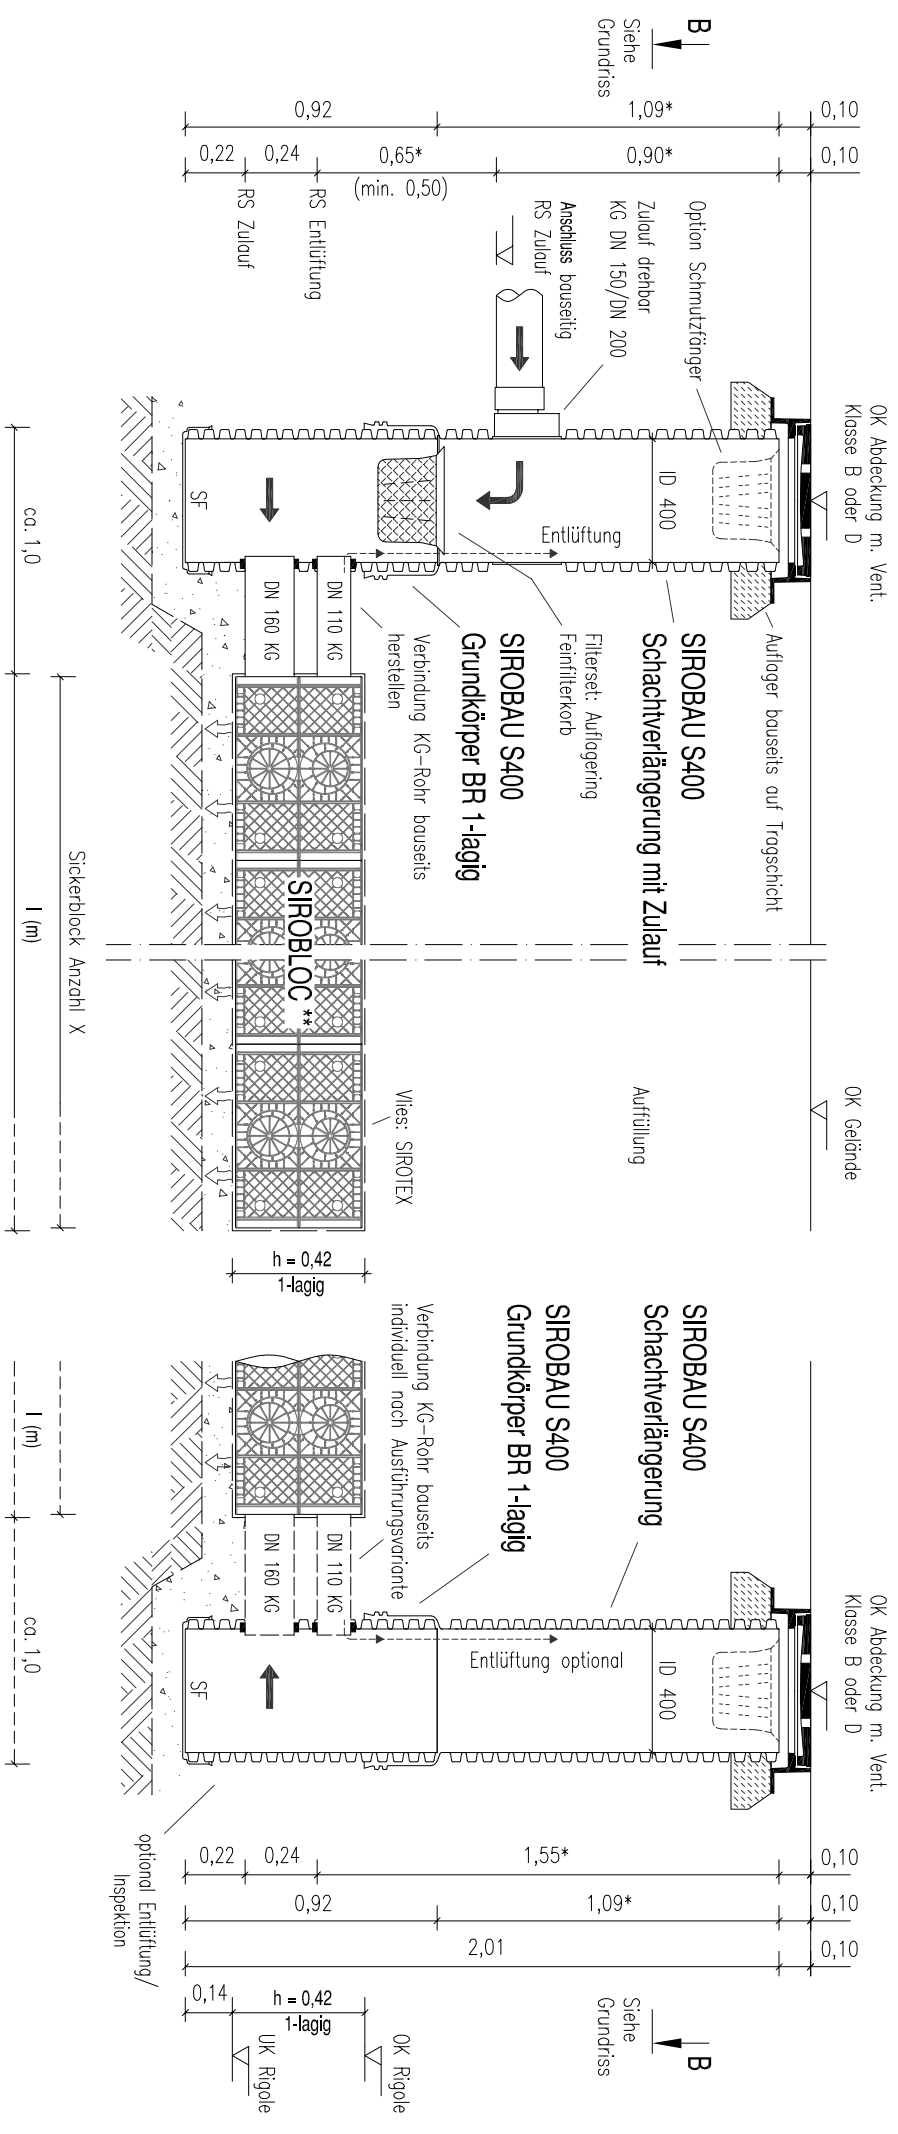 B
Siehe
Grundriss
0,92
1,09*
0,10
0,22
0,24
0,65*
(min. 0,50)
0,90*
0,10
RS Zulauf
RS Entlüftung
Anschluss bauseitig
RS Zulauf
Zulauf drehbar
KG DN 150/DN 200
Option Schmutzfänger
OK Abdeckung m. Vent.
Klasse B oder D
ID 400
Entlüftung
SF
DN 160 KG
DN 110 KG
ca. 1,0
Auflager bauseits auf Tragschicht
SIROBAU S400
Schachtverlängerung mit Zulauf
Filterset: Auflagering
Feinfilterkorb
SIROBAU S400
Grundkörper BR 1-lagig
Verbindung KG-Rohr bauseits
herstellen
SIROBLOC **
Sickerblock Anzahl X
l (m)
OK Gelände
Auffüllung
Vlies: SIROTEX
h = 0,42
1-lagig
SIROBAU S400
Schachtverlängerung
SIROBAU S400
Grundkörper BR 1-lagig
Verbindung KG-Rohr bauseits
individuell nach Ausführungsvariante
l (m)
DN 160 KG
DN 110 KG
ca. 1,0
OK Abdeckung m. Vent.
Klasse B oder D
ID 400
Entlüftung optional
SF
optional Entlüftung/
Inspektion
0,22
0,24
1,55*
0,10
0,92
1,09*
0,10
2,01
0,10
0,14
h = 0,42
1-lagig
UK Rigole
OK Rigole
Siehe
Grundriss
B